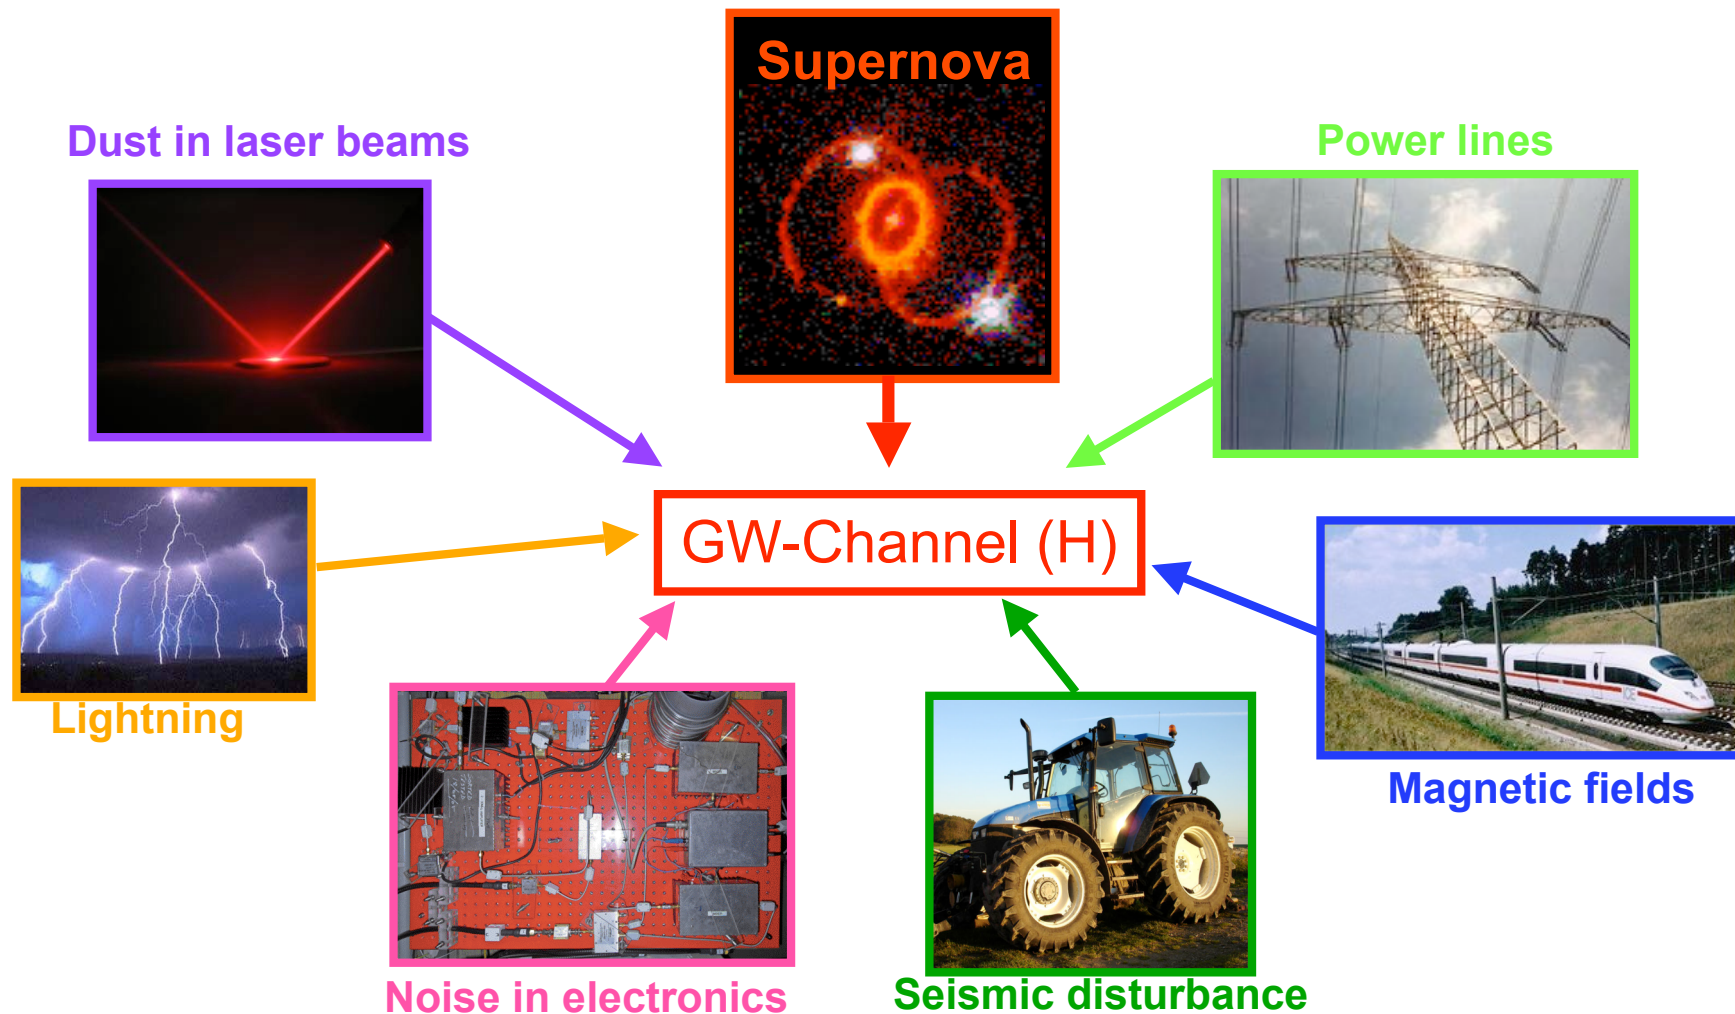 Supernova
Dust in laser beams
Power lines
GW-Channel (H)
Lightning
Magnetic fields
Noise in electronics
Seismic disturbance